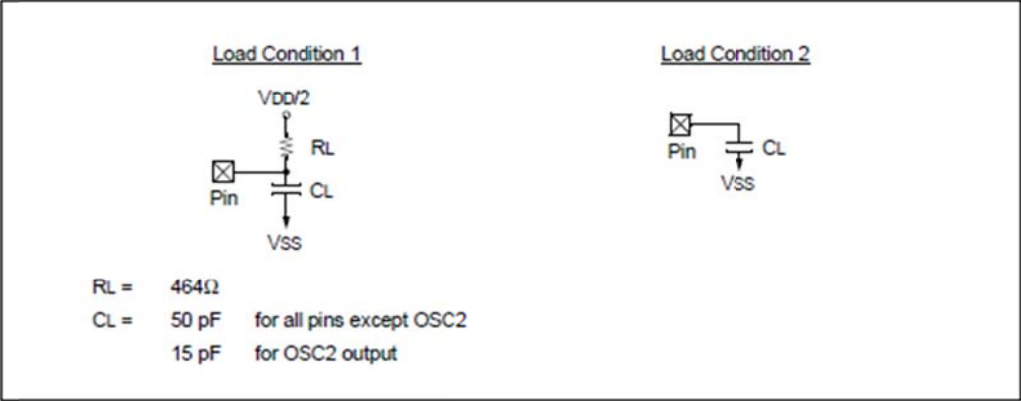 Load Condition 1
VDD/2
RL
Pin
CL
VSS
Load Condition 2
Pin
CL
VSS
RL = 464Ω
CL = 50 pF for all pins except OSC2
15 pF for OSC2 output